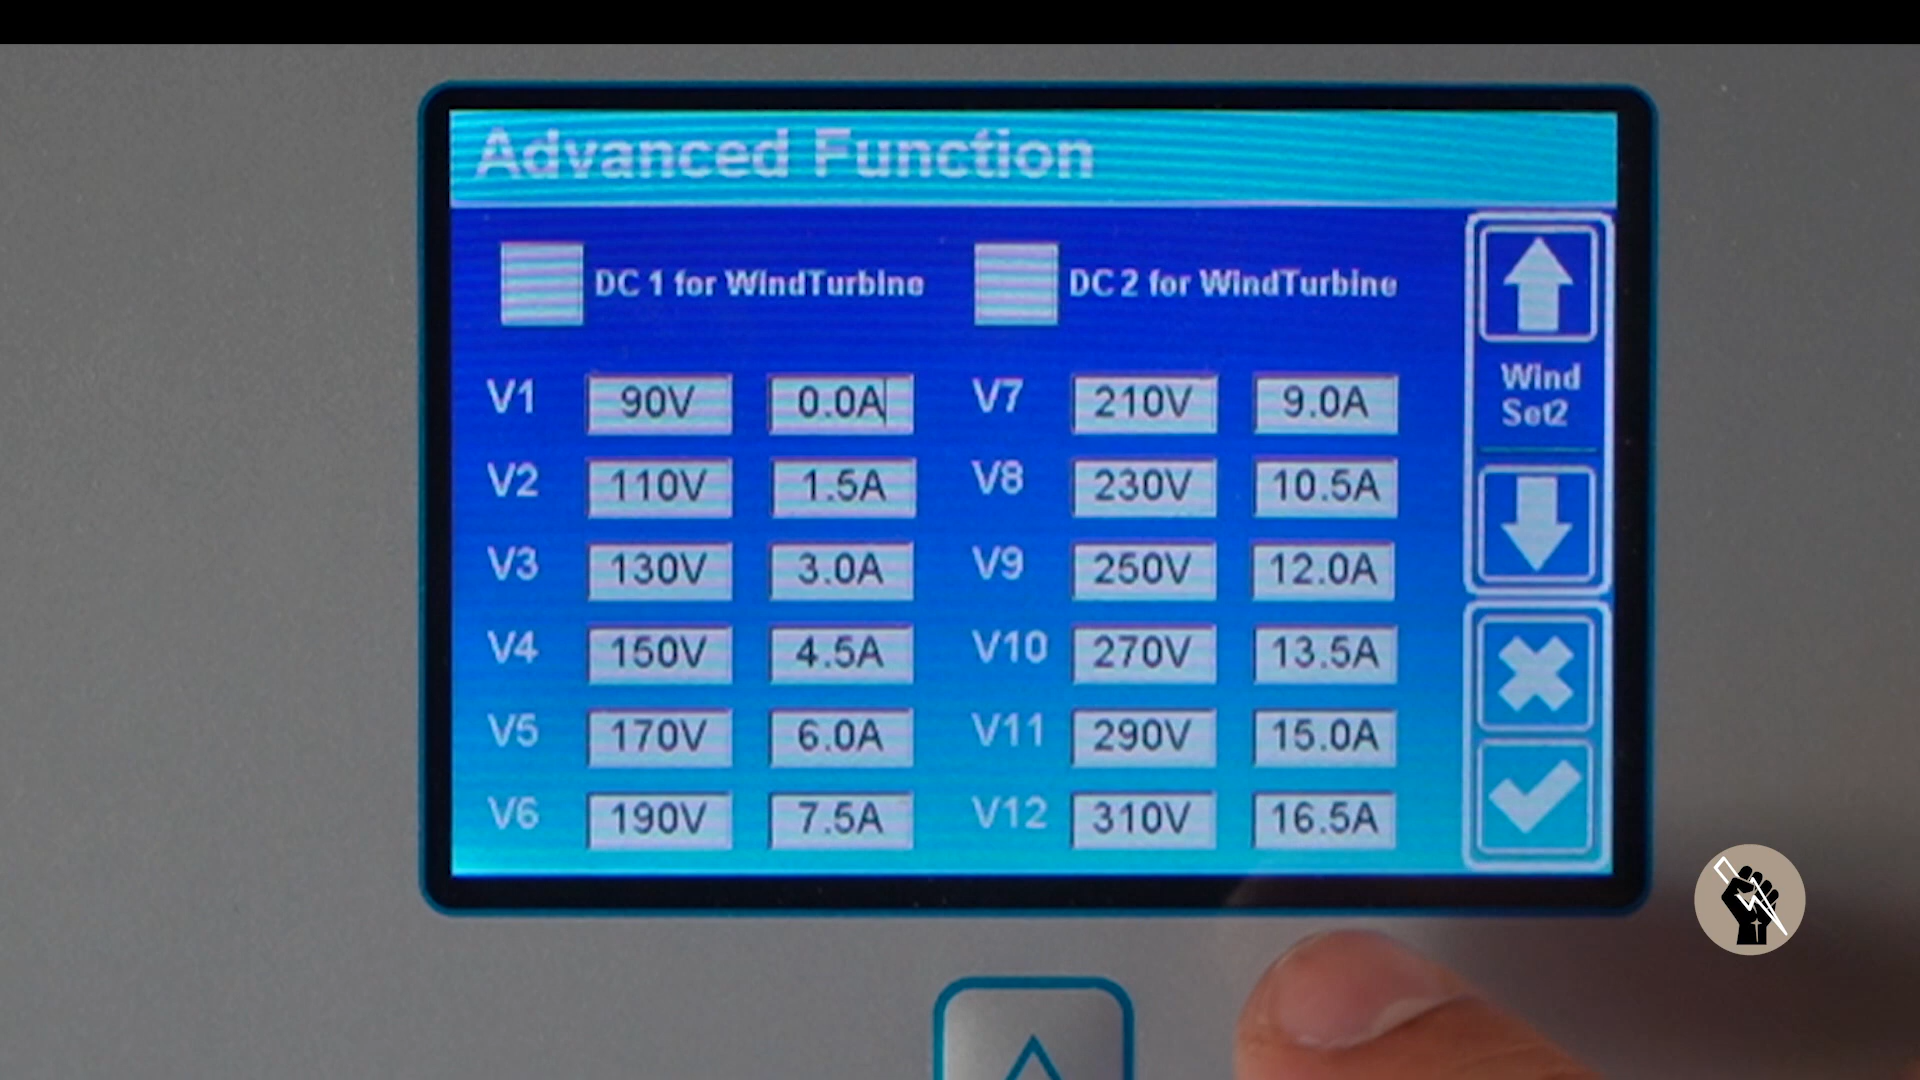 Advanced Function
DC 1 for WindTurbine
DC 2 for WindTurbine
V1 90V 0.0A V7 210V 9.0A
V2 110V 1.5A V8 230V 10.5A
V3 130V 3.0A V9 250V 12.0A
V4 150V 4.5A V10 270V 13.5A
V5 170V 6.0A V11 290V 15.0A
V6 190V 7.5A V12 310V 16.5A
Wind
Set2